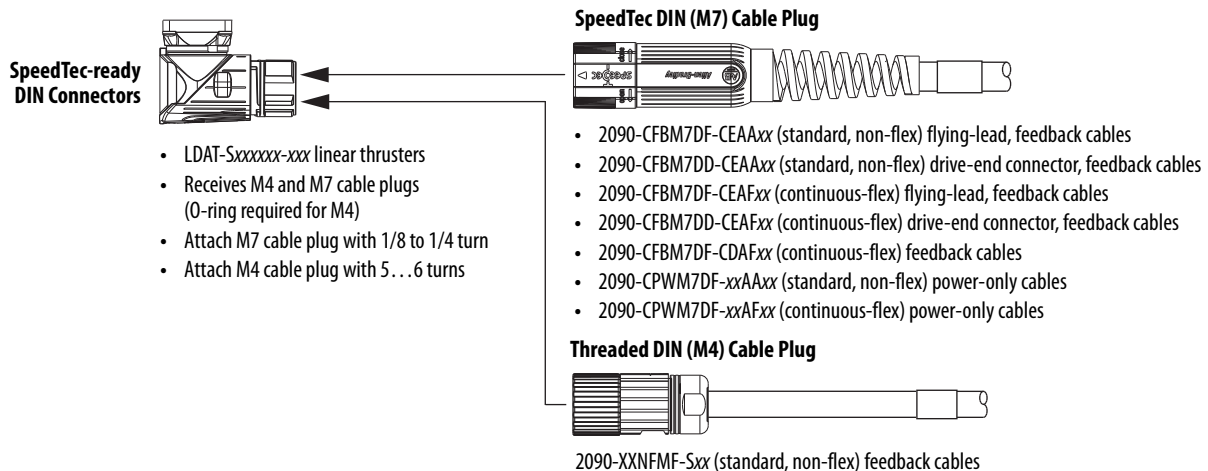 SpeedTec-ready
DIN Connectors
• LDAT-Sxxxxxx-xxx linear thrusters
• Receives M4 and M7 cable plugs
(O-ring required for M4)
• Attach M7 cable plug with 1/8 to 1/4 turn
• Attach M4 cable plug with 5…6 turns
SpeedTec DIN (M7) Cable Plug
Allen-Bradley
AB
• 2090-CFBM7DF-CEAAxx (standard, non-flex) flying-lead, feedback cables
• 2090-CFBM7DD-CEAAxx (standard, non-flex) drive-end connector, feedback cables
• 2090-CFBM7DF-CEAFxx (continuous-flex) flying-lead, feedback cables
• 2090-CFBM7DD-CEAFxx (continuous-flex) drive-end connector, feedback cables
• 2090-CFBM7DF-CDAFxx (continuous-flex) feedback cables
• 2090-CPWM7DF-xxAAxx (standard, non-flex) power-only cables
• 2090-CPWM7DF-xxAFxx (continuous-flex) power-only cables
Threaded DIN (M4) Cable Plug
2090-XXNFMF-Sxx (standard, non-flex) feedback cables